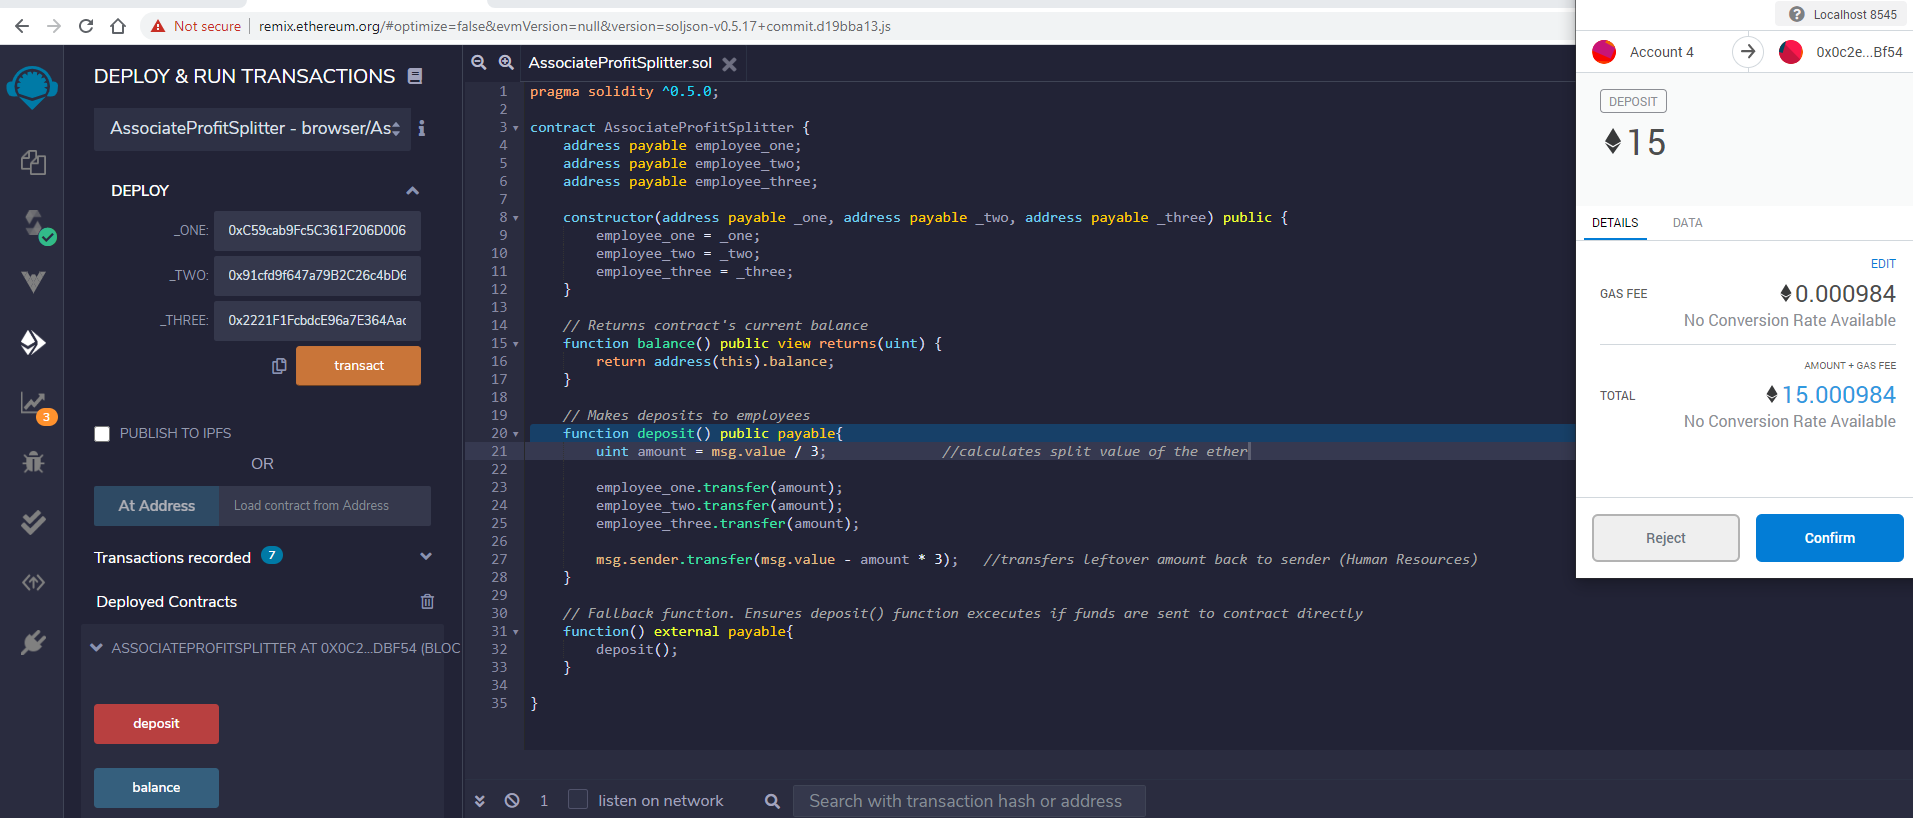 Not secure | remix.ethereum.org/#optimize=false&evmVersion=null&version=soljson-v0.5.17+commit.d19bba13.js
DEPLOY & RUN TRANSACTIONS
AssociateProfitSplitter - browser/As
DEPLOY
_ONE: 0xC59cab9Fc5C361F206D006
_TWO: 0x91cfd9f647a79B2C26c4bD6
_THREE: 0x2221F1FcbdcE96a7E364Aac
transact
3
PUBLISH TO IPFS
OR
At Address Load contract from Address
Transactions recorded 7
Deployed Contracts
ASSOCIATEPROFITSPLITTER AT 0X0C2...DBF54 (BLOC
deposit
balance
AssociateProfitSplitter.sol
1 pragma solidity ^0.5.0;
2
3 contract AssociateProfitSplitter {
4 address payable employee_one;
5 address payable employee_two;
6 address payable employee_three;
7
8 constructor(address payable _one, address payable _two, address payable _three) public {
9 employee_one = _one;
10 employee_two = _two;
11 employee_three = _three;
12 }
13
14 // Returns contract's current balance
15 function balance() public view returns(uint) {
16 return address(this).balance;
17 }
18
19 // Makes deposits to employees
20 function deposit() public payable{
21 uint amount = msg.value / 3; //calculates split value of the ether
22
23 employee_one.transfer(amount);
24 employee_two.transfer(amount);
25 employee_three.transfer(amount);
26
27 msg.sender.transfer(msg.value - amount * 3); //transfers leftover amount back to sender (Human Resources)
28 }
29
30 // Fallback function. Ensures deposit() function excecutes if funds are sent to contract directly
31 function() external payable{
32 deposit();
33 }
34
35 }
1 listen on network Search with transaction hash or address
Localhost 8545
Account 4 0x0c2e...Bf54
DEPOSIT
15
DETAILS DATA
EDIT
GAS FEE 0.000984
No Conversion Rate Available
AMOUNT + GAS FEE
TOTAL 15.000984
No Conversion Rate Available
Reject Confirm